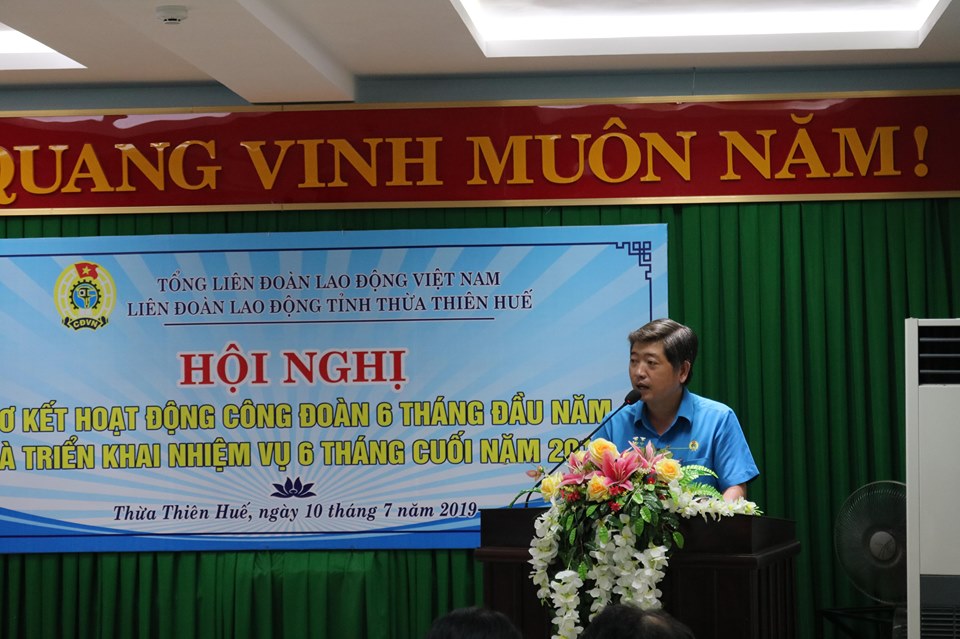 QUANG VINH MUÔN NĂM!
TỔNG LIÊN ĐOÀN LAO ĐỘNG VIỆT NAM
LIÊN ĐOÀN LAO ĐỘNG TỈNH THỪA THIÊN HUẾ
CĐVN
HỘI NGHỊ
KẾT HOẠT ĐỘNG CÔNG ĐOÀN 6 THÁNG ĐẦU NĂM
TRIỂN KHAI NHIỆM VỤ 6 THÁNG CUỐI NĂM
Thừa Thiên Huế, ngày 10 tháng 7 năm 2019